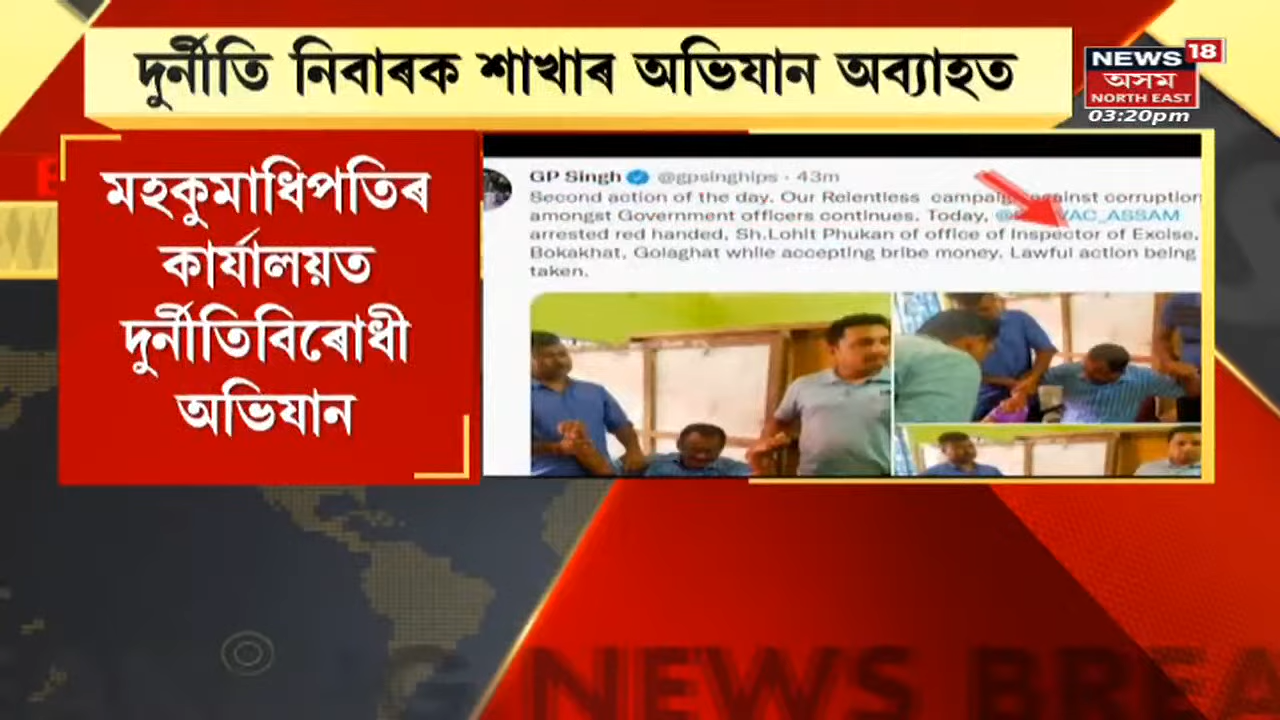 দুৰ্নীতি নিবাৰক শাখাৰ অভিযান অব্যাহত
NEWS 18
অসম
NORTH EAST
03:20pm
মহকুমাধিপতিৰ
কাৰ্যালয়ত
দুৰ্নীতিবিৰোধী
অভিযান
GP Singh @gpsinghips · 43m
Second action of the day. Our Relentless campaign against corruption
amongst Government officers continues. Today, VAC_ASSAM
arrested red handed, Sh.Lohit Phukan of office of Inspector of Excise,
Bokakhat, Golaghat while accepting bribe money. Lawful action being
taken.
NEWS BREA